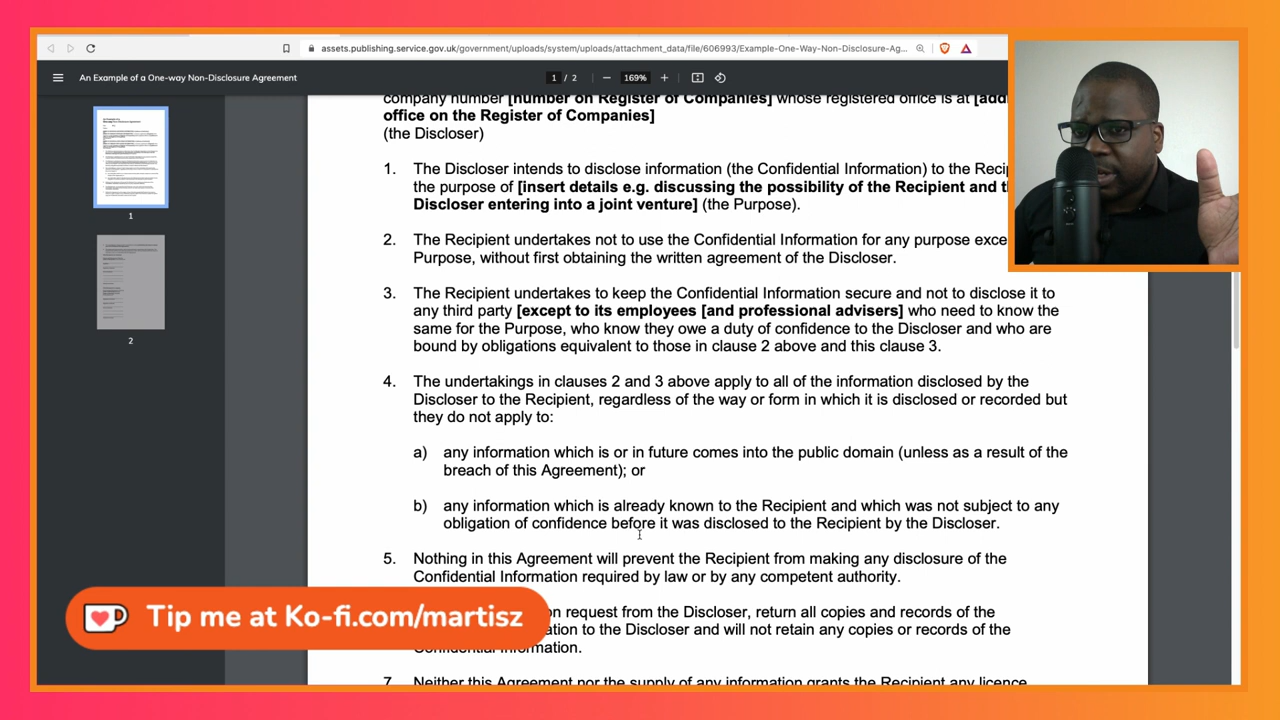 assets.publishing.service.gov.uk/government/uploads/system/uploads/attachment_data/file/606993/Example-One-Way-Non-Disclosure-Ag...
An Example of a One-way Non-Disclosure Agreement
1 / 2
169%
company number [number on Register of Companies] whose registered office is at
office on the Register of Companies]
(the Discloser)
1. The Discloser intends to disclose information (the Confidential Information) to the
the purpose of [insert details e.g. discussing the possibility of the Recipient and
Discloser entering into a joint venture] (the Purpose).
2. The Recipient undertakes not to use the Confidential Information for any purpose
Purpose, without first obtaining the written agreement of the Discloser.
3. The Recipient undertakes to keep the Confidential Information secure and not to disclose it to
any third party [except to its employees [and professional advisers] who need to know the
same for the Purpose, who know they owe a duty of confidence to the Discloser and who are
bound by obligations equivalent to those in clause 2 above and this clause 3.
4. The undertakings in clauses 2 and 3 above apply to all of the information disclosed by the
Discloser to the Recipient, regardless of the way or form in which it is disclosed or recorded but
they do not apply to:
a) any information which is or in future comes into the public domain (unless as a result of the
breach of this Agreement); or
b) any information which is already known to the Recipient and which was not subject to any
obligation of confidence before it was disclosed to the Recipient by the Discloser.
5. Nothing in this Agreement will prevent the Recipient from making any disclosure of the
Confidential Information required by law or by any competent authority.
on request from the Discloser, return all copies and records of the
to the Discloser and will not retain any copies or records of the
Confidential Information.
7 Neither this Agreement nor the supply of any information grants the Recipient any licence
1
2
Tip me at Ko-fi.com/martisz